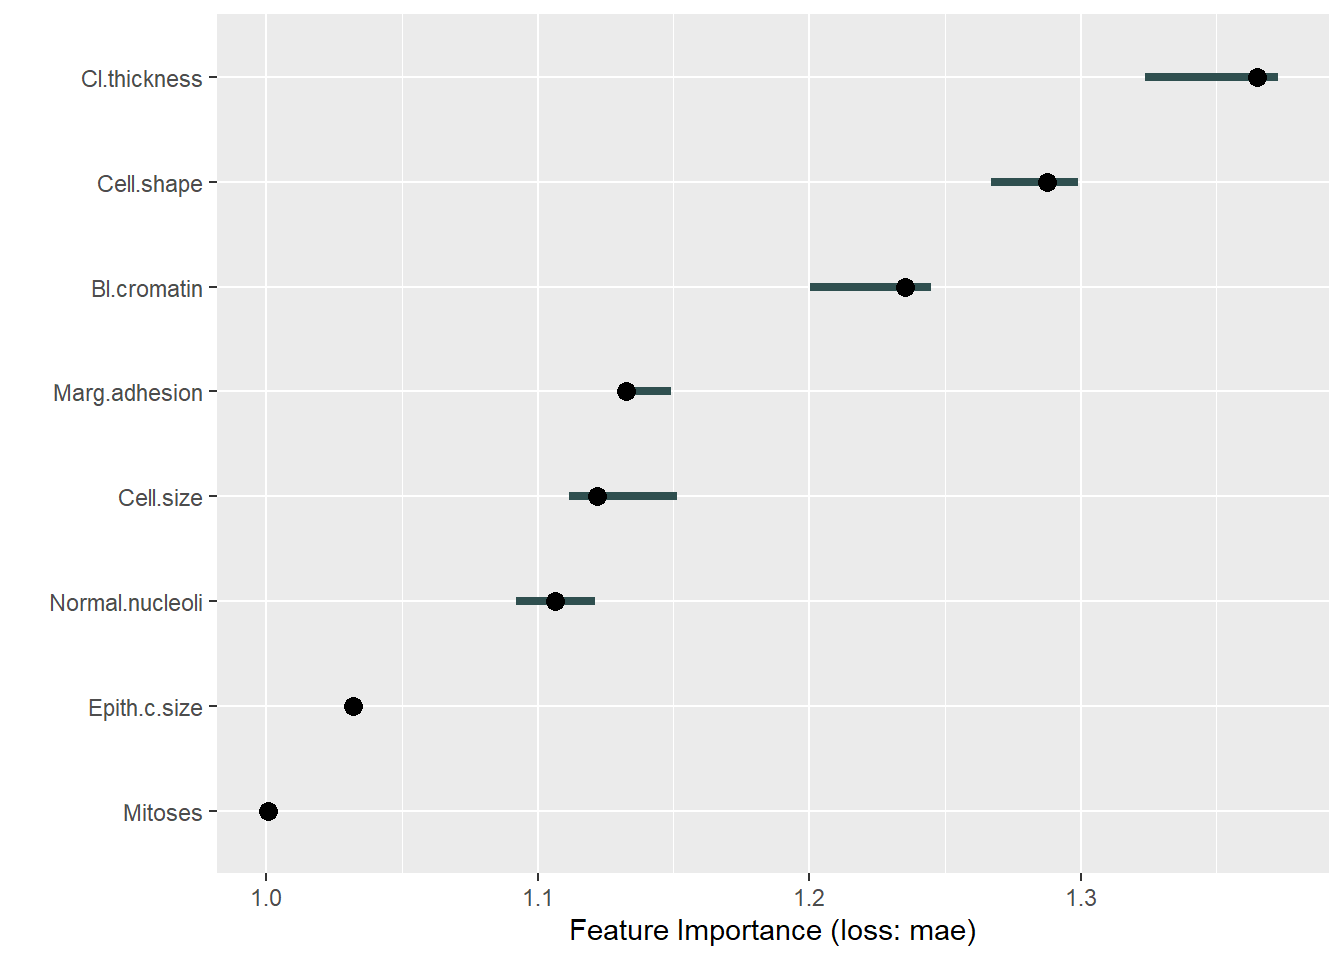 Cl.thickness
Cell.shape
Bl.cromatin
Marg.adhesion
Cell.size
Normal.nucleoli
Epith.c.size
Mitoses
1.0 1.1 1.2 1.3
Feature Importance (loss: mae)